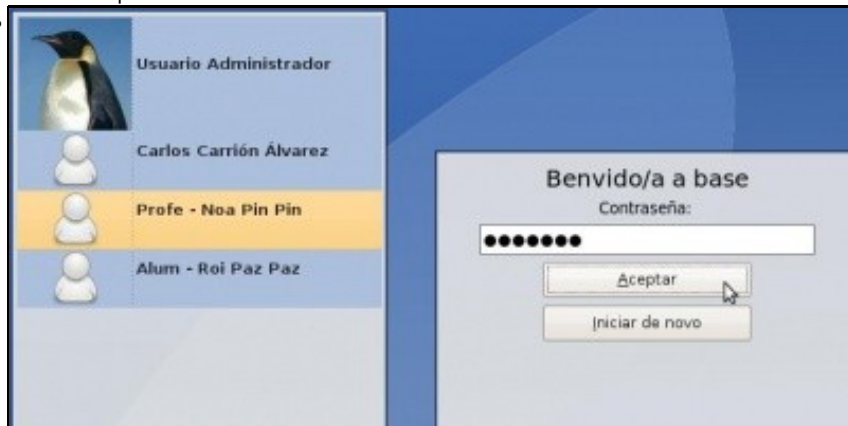 Usuario Administrador
Carlos Carrión Álvarez
Profe - Noa Pin Pin
Alum - Roi Paz Paz
Benvido/a a base
Contraseña:
Aceptar
Iniciar de novo